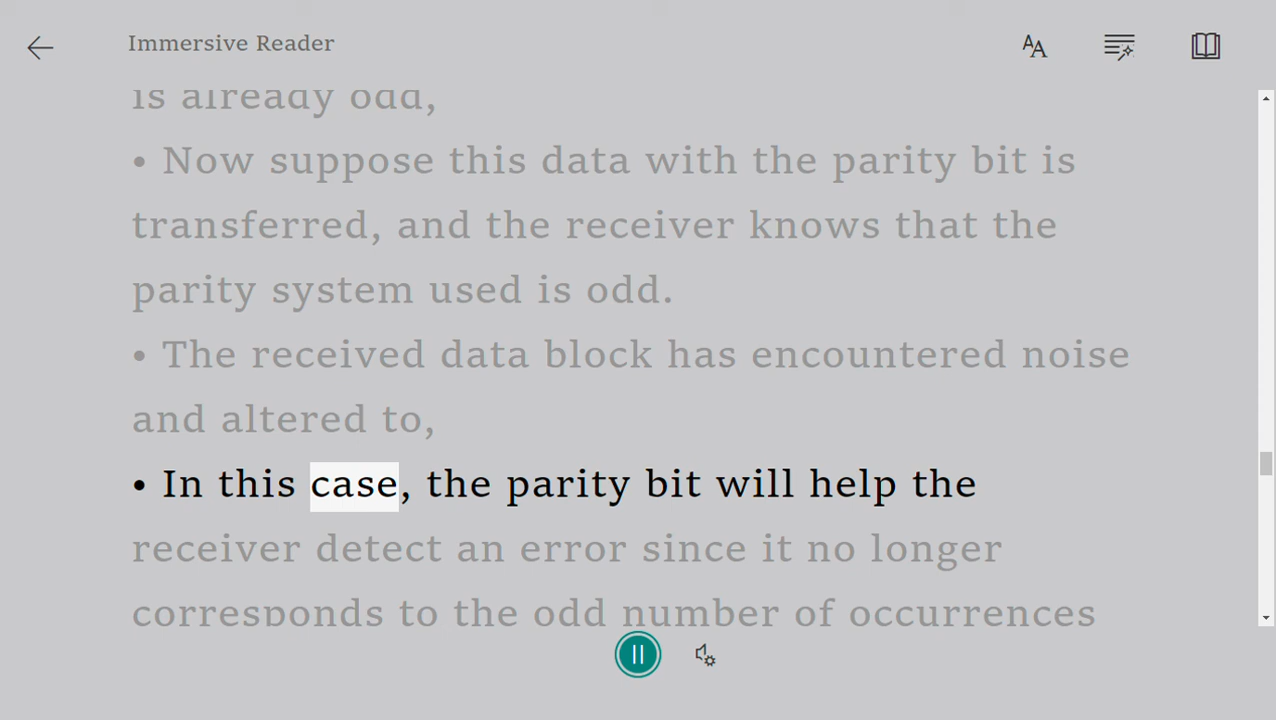 Immersive Reader
is already odd,
• Now suppose this data with the parity bit is
transferred, and the receiver knows that the
parity system used is odd.
• The received data block has encountered noise
and altered to,
• In this case, the parity bit will help the
receiver detect an error since it no longer
corresponds to the odd number of occurrences